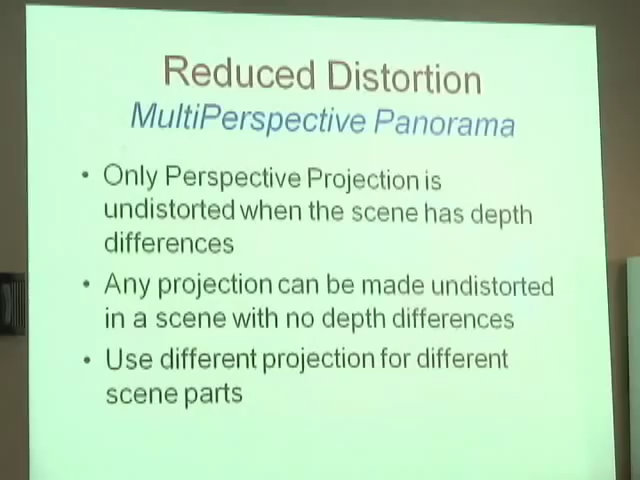 Reduced Distortion
MultiPerspective Panorama
• Only Perspective Projection is
undistorted when the scene has depth
differences
• Any projection can be made undistorted
in a scene with no depth differences
• Use different projection for different
scene parts